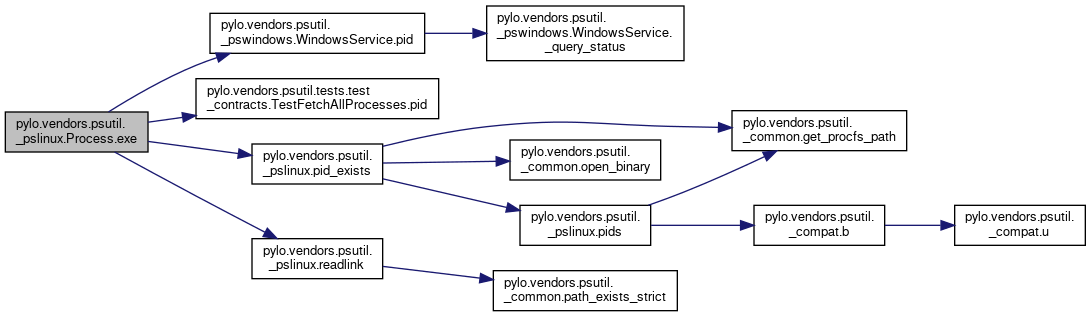 pylo.vendors.psutil.
_pslinux.Process.exe
pylo.vendors.psutil.
_pswindows.WindowsService.pid
pylo.vendors.psutil.
_pswindows.WindowsService.
_query_status
pylo.vendors.psutil.tests.test
_contracts.TestFetchAllProcesses.pid
pylo.vendors.psutil.
_pslinux.pid_exists
pylo.vendors.psutil.
_common.get_procfs_path
pylo.vendors.psutil.
_common.open_binary
pylo.vendors.psutil.
_pslinux.pids
pylo.vendors.psutil.
_compat.b
pylo.vendors.psutil.
_compat.u
pylo.vendors.psutil.
_pslinux.readlink
pylo.vendors.psutil.
_common.path_exists_strict